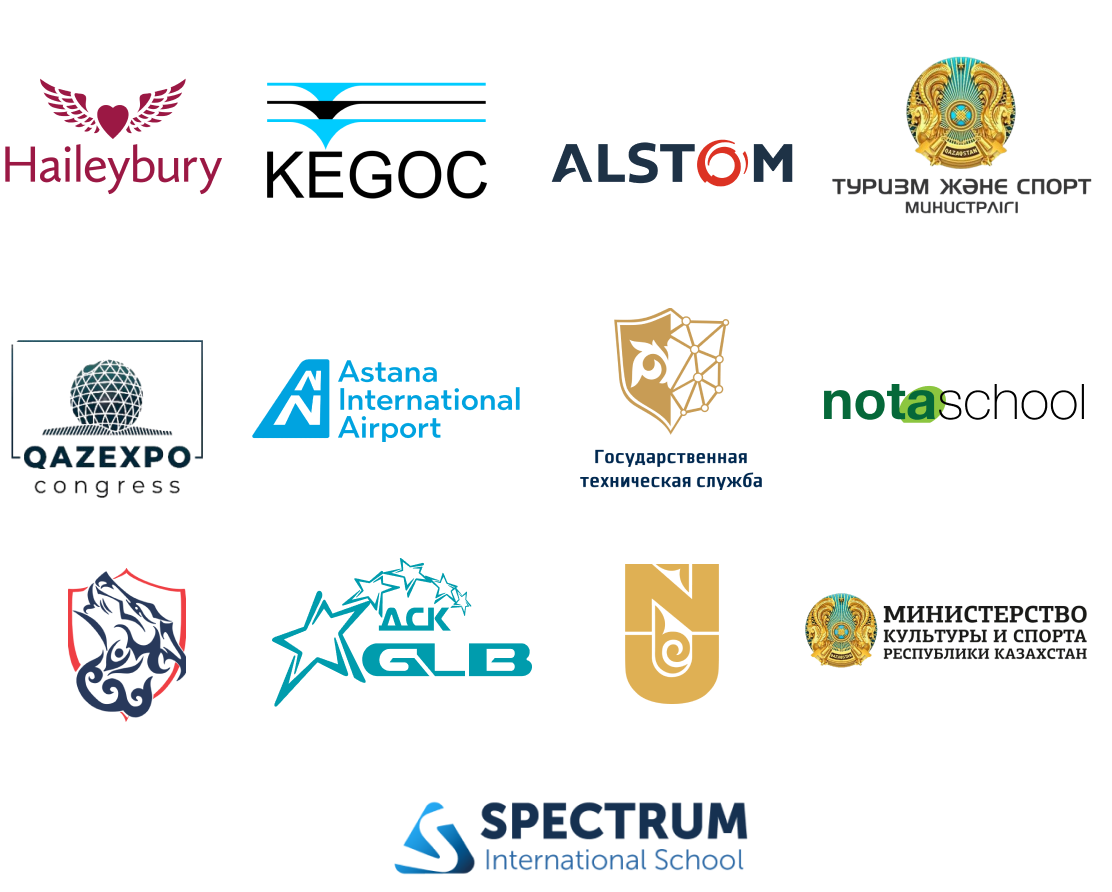 Haileybury
KEGOC
ALSTOM
QAZAQSTAN
ТУРИЗМ ЖӘНЕ СПОРТ
МИНИСТРЛІГІ
QAZEXPO
congress
Astana
International
Airport
Государственная
техническая служба
notaschool
ДСК
GLB
МИНИСТЕРСТВО
КУЛЬТУРЫ И СПОРТА
РЕСПУБЛИКИ КАЗАХСТАН
SPECTRUM
International School